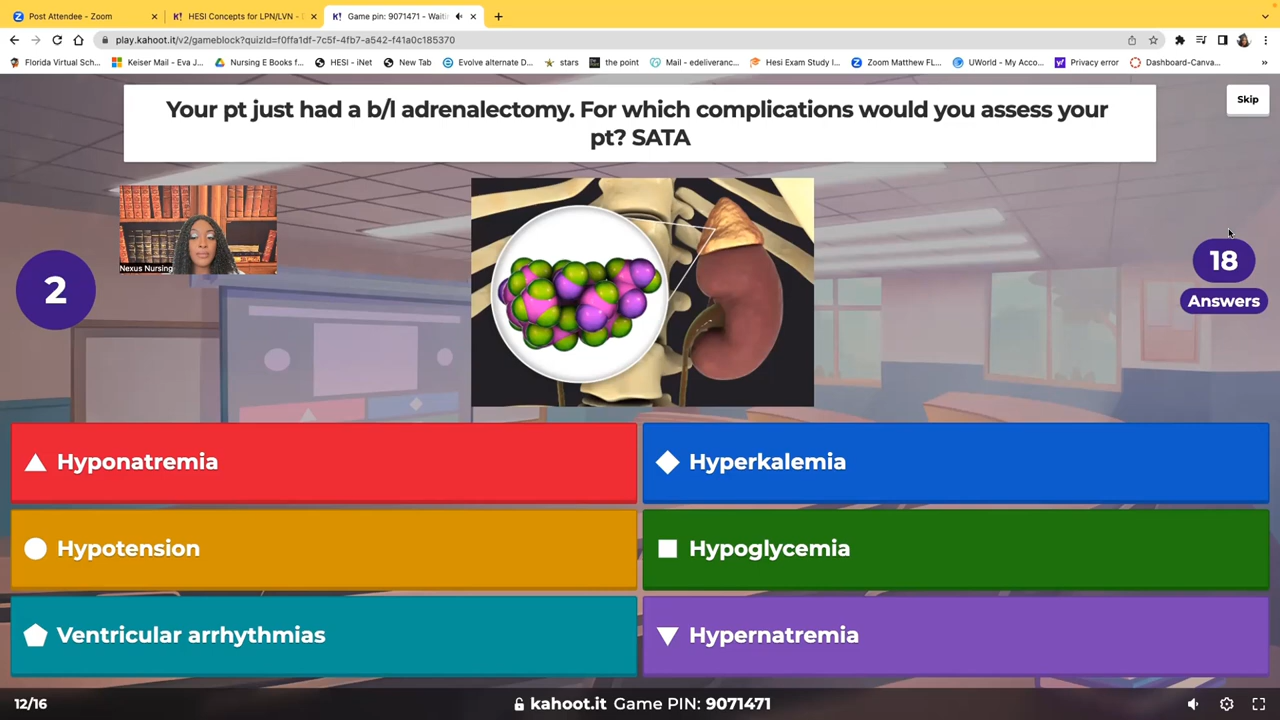 Post Attendee - Zoom
HESI Concepts for LPN/LVN -
Game pin: 9071471 - Waiti
play.kahoot.it/v2/gameblock?quizId=f0ffa1df-7c5f-4fb7-a542-f41a0c185370
Florida Virtual Sch...
Keiser Mail - Eva J...
Nursing E Books f...
HESI - iNet
New Tab
Evolve alternate D...
stars
the point
Mail - edeliveranc...
Hesi Exam Study I...
Zoom Matthew FL...
UWorld - My Acco...
Privacy error
Dashboard-Canva...
»
Your pt just had a b/l adrenalectomy. For which complications would you assess your
pt? SATA
Skip
Nexus Nursing
2
18
Answers
Hyponatremia
Hyperkalemia
Hypotension
Hypoglycemia
Ventricular arrhythmias
Hypernatremia
12/16
kahoot.it Game PIN: 9071471